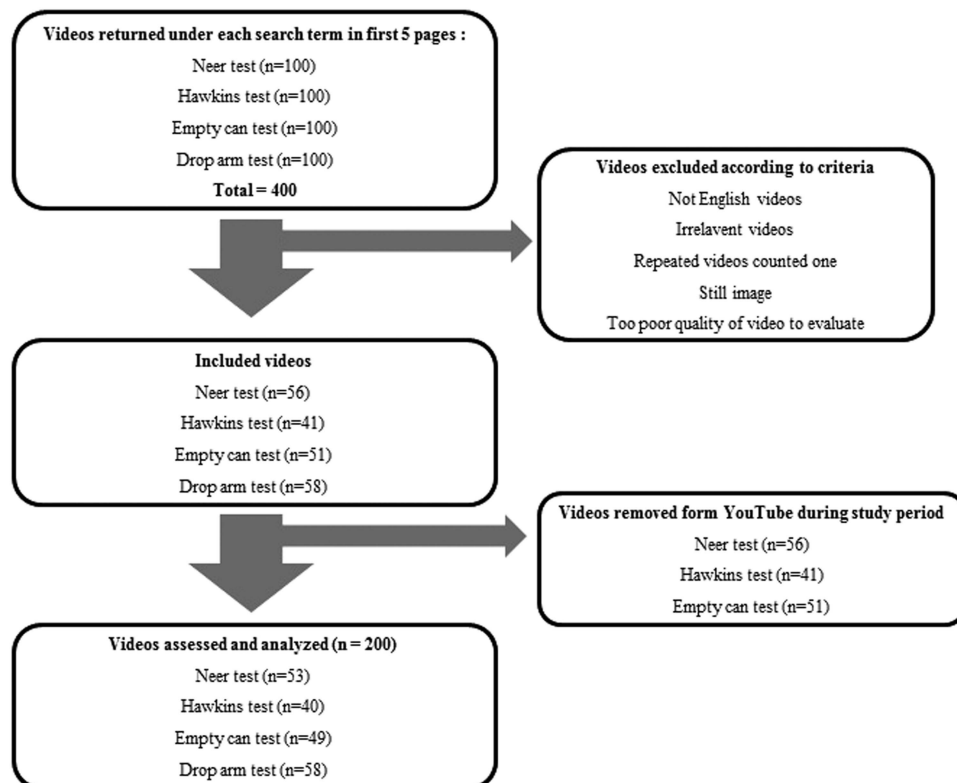 Videos returned under each search term in first 5 pages :
Neer test (n=100)
Hawkins test (n=100)
Empty can test (n=100)
Drop arm test (n=100)
Total = 400
Videos excluded according to criteria
Not English videos
Irrelavent videos
Repeated videos counted one
Still image
Too poor quality of video to evaluate
Included videos
Neer test (n=56)
Hawkins test (n=41)
Empty can test (n=51)
Drop arm test (n=58)
Videos removed form YouTube during study period
Neer test (n=56)
Hawkins test (n=41)
Empty can test (n=51)
Videos assessed and analyzed (n = 200)
Neer test (n=53)
Hawkins test (n=40)
Empty can test (n=49)
Drop arm test (n=58)